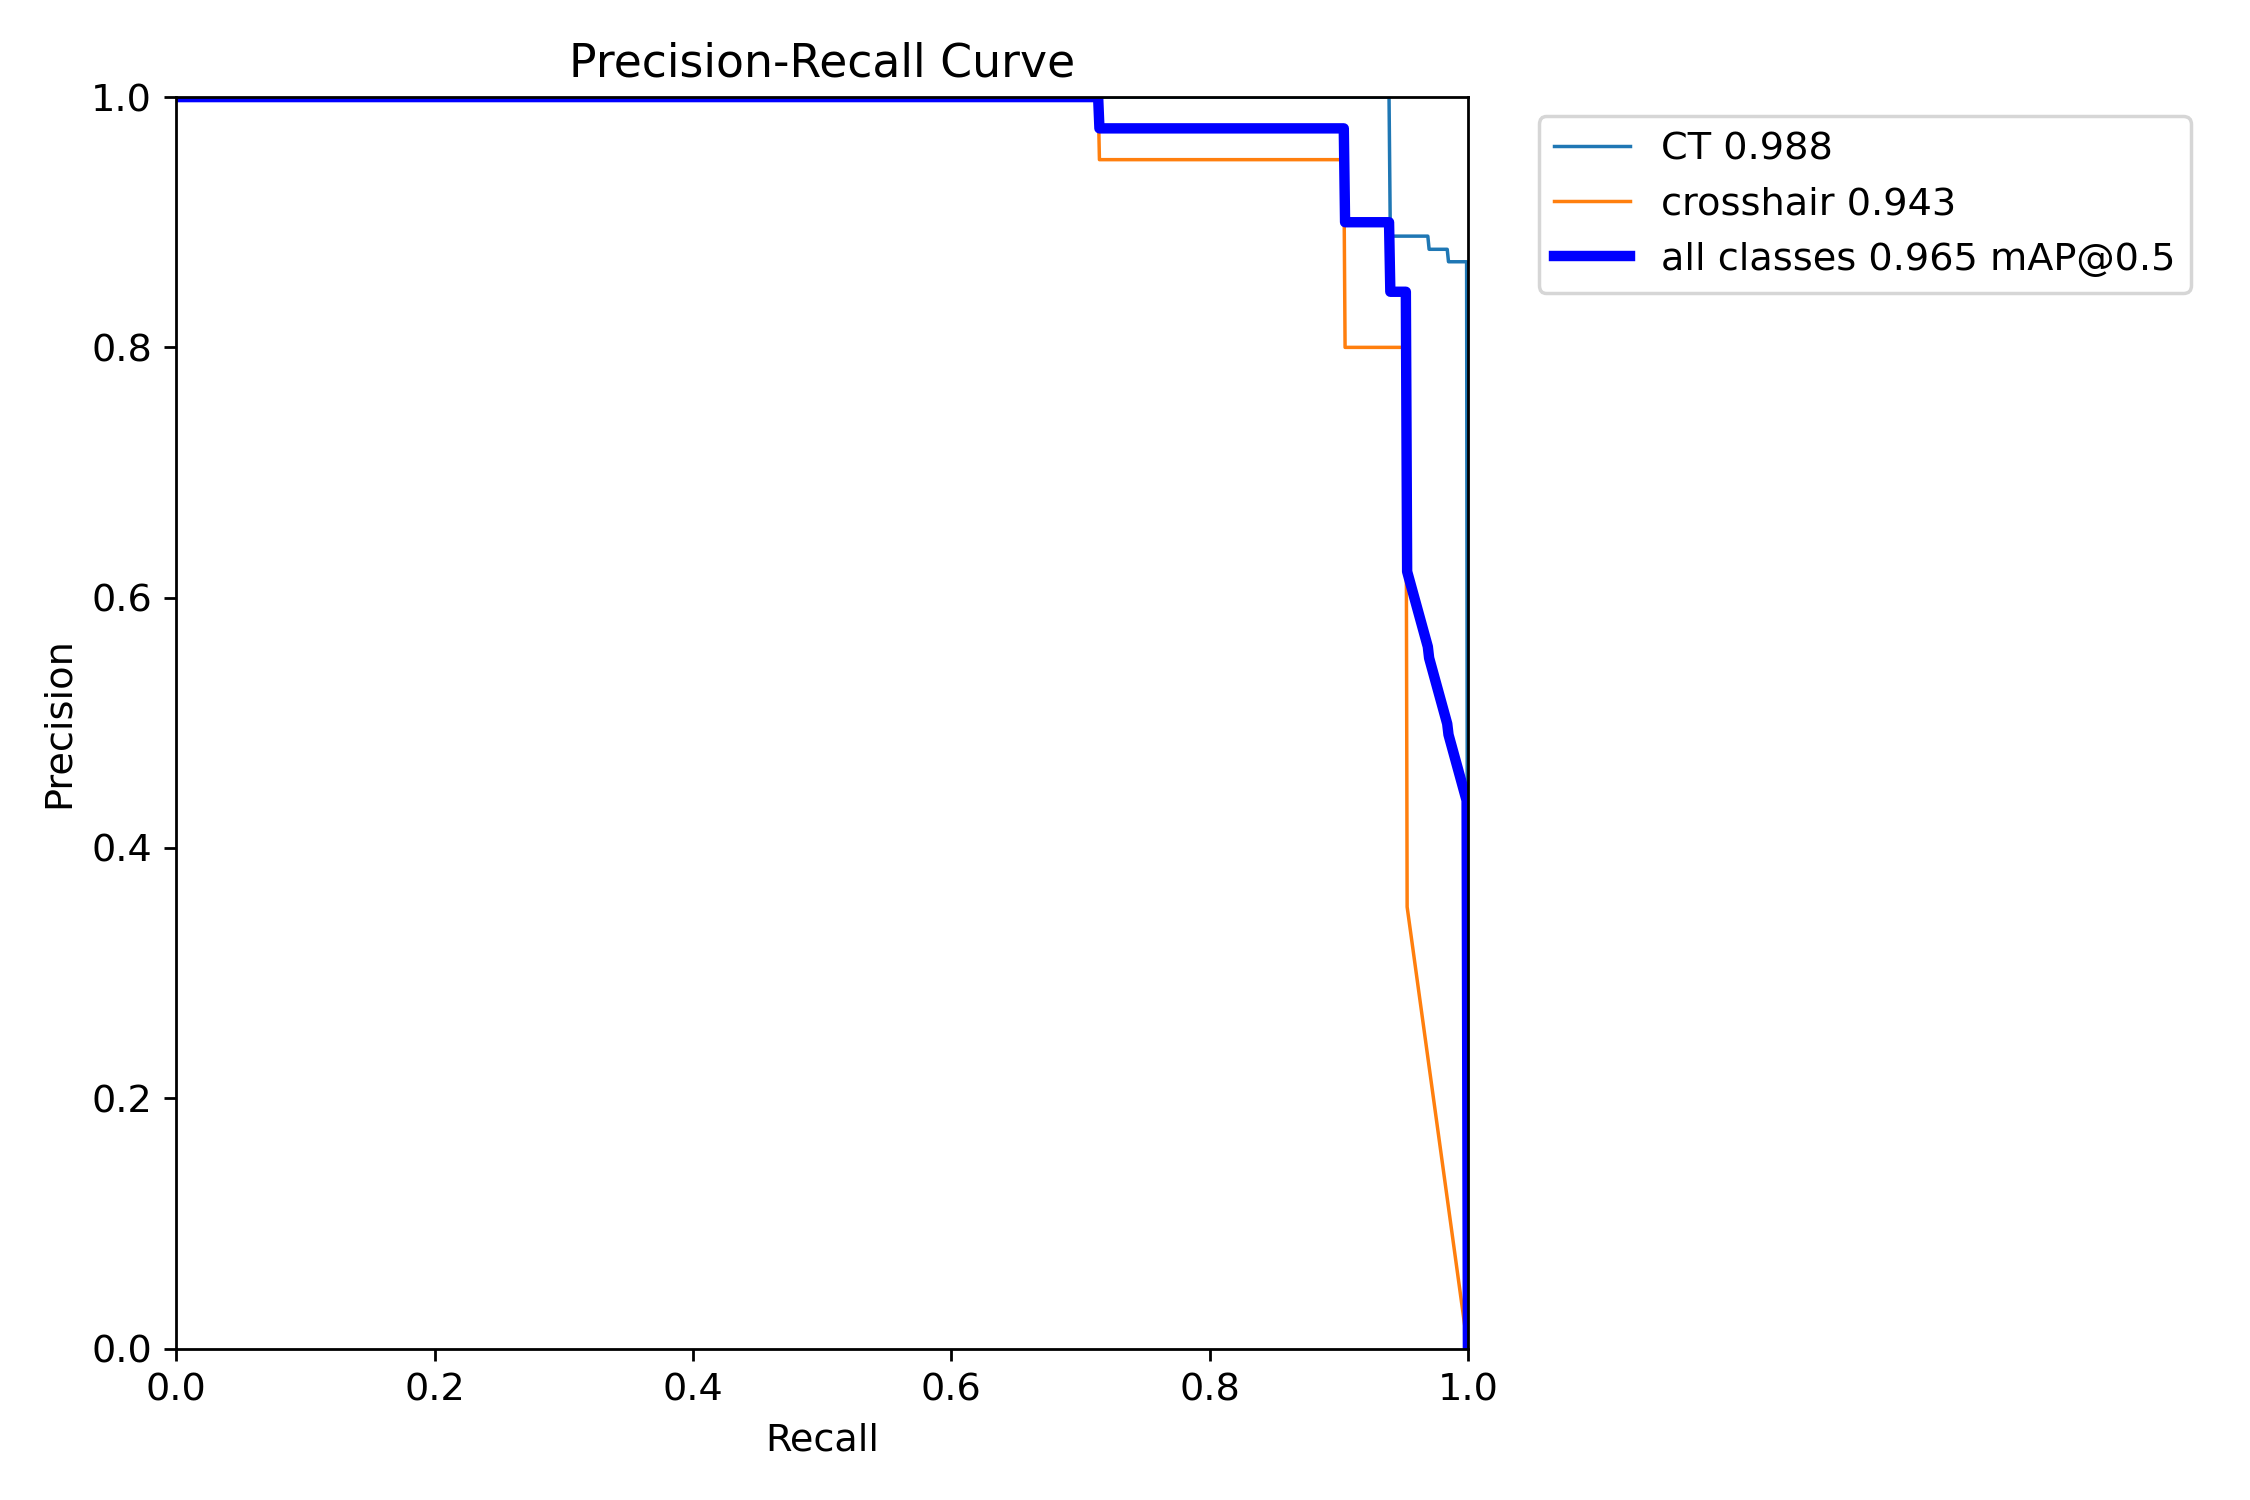 Precision-Recall Curve
1.0
0.8
0.6
0.4
0.2
0.0
Precision
0.0 0.2 0.4 0.6 0.8 1.0
Recall
CT 0.988
crosshair 0.943
all classes 0.965 mAP@0.5